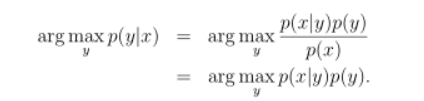 arg max_y p(y|x) = arg max_y p(x|y)p(y) / p(x)
= arg max_y p(x|y)p(y).